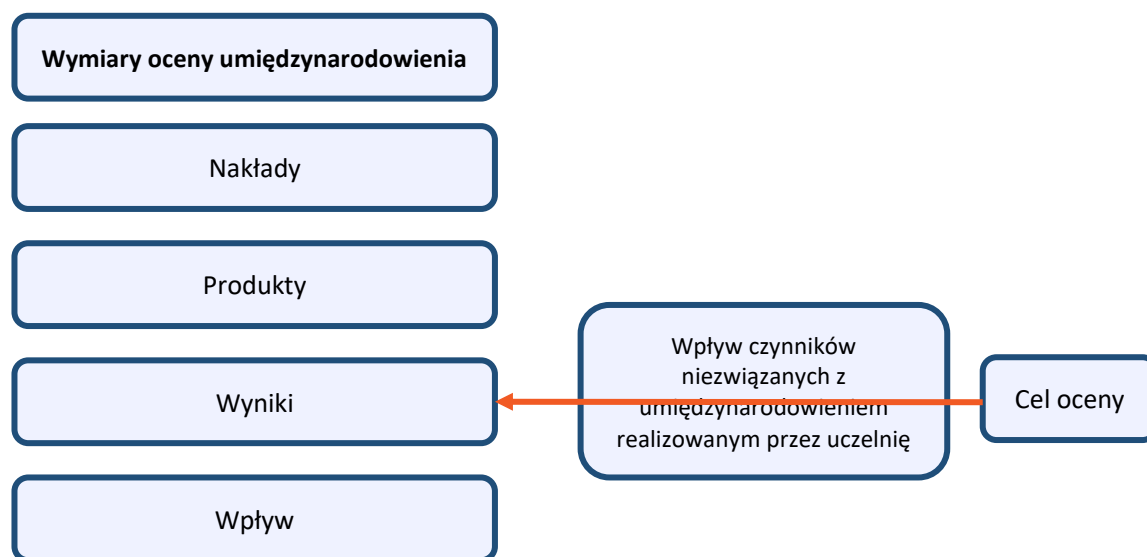 Wymiary oceny umiędzynarodowienia
Nakłady
Produkty
Wyniki
Wpływ
Wpływ czynników
niezwiązanych z
umiędzynarodowieniem
realizowanym przez uczelnię
Cel oceny